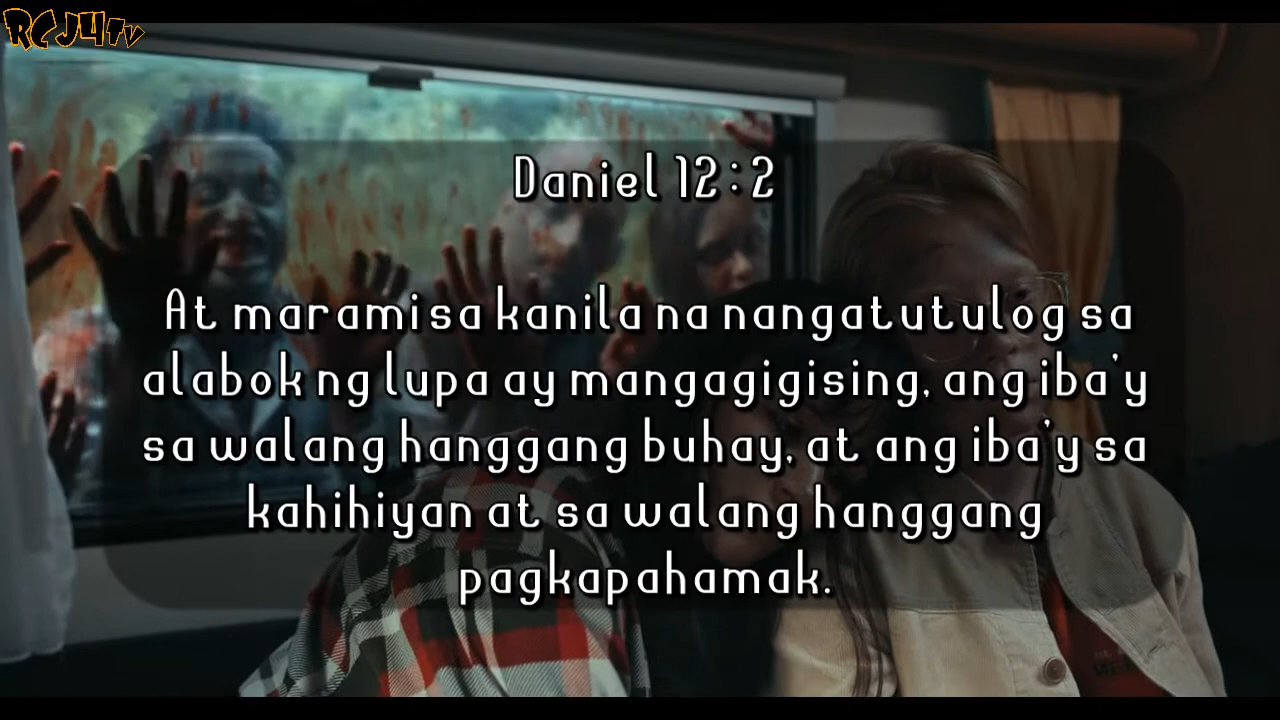 RCJ4TV
Daniel 12:2
At marami sa kanila na nangatutulog sa
alabok ng lupa ay mangagigising, ang iba'y
sa walang hanggang buhay, at ang iba'y sa
kahihiyan at sa walang hanggang
pagkapahamak.